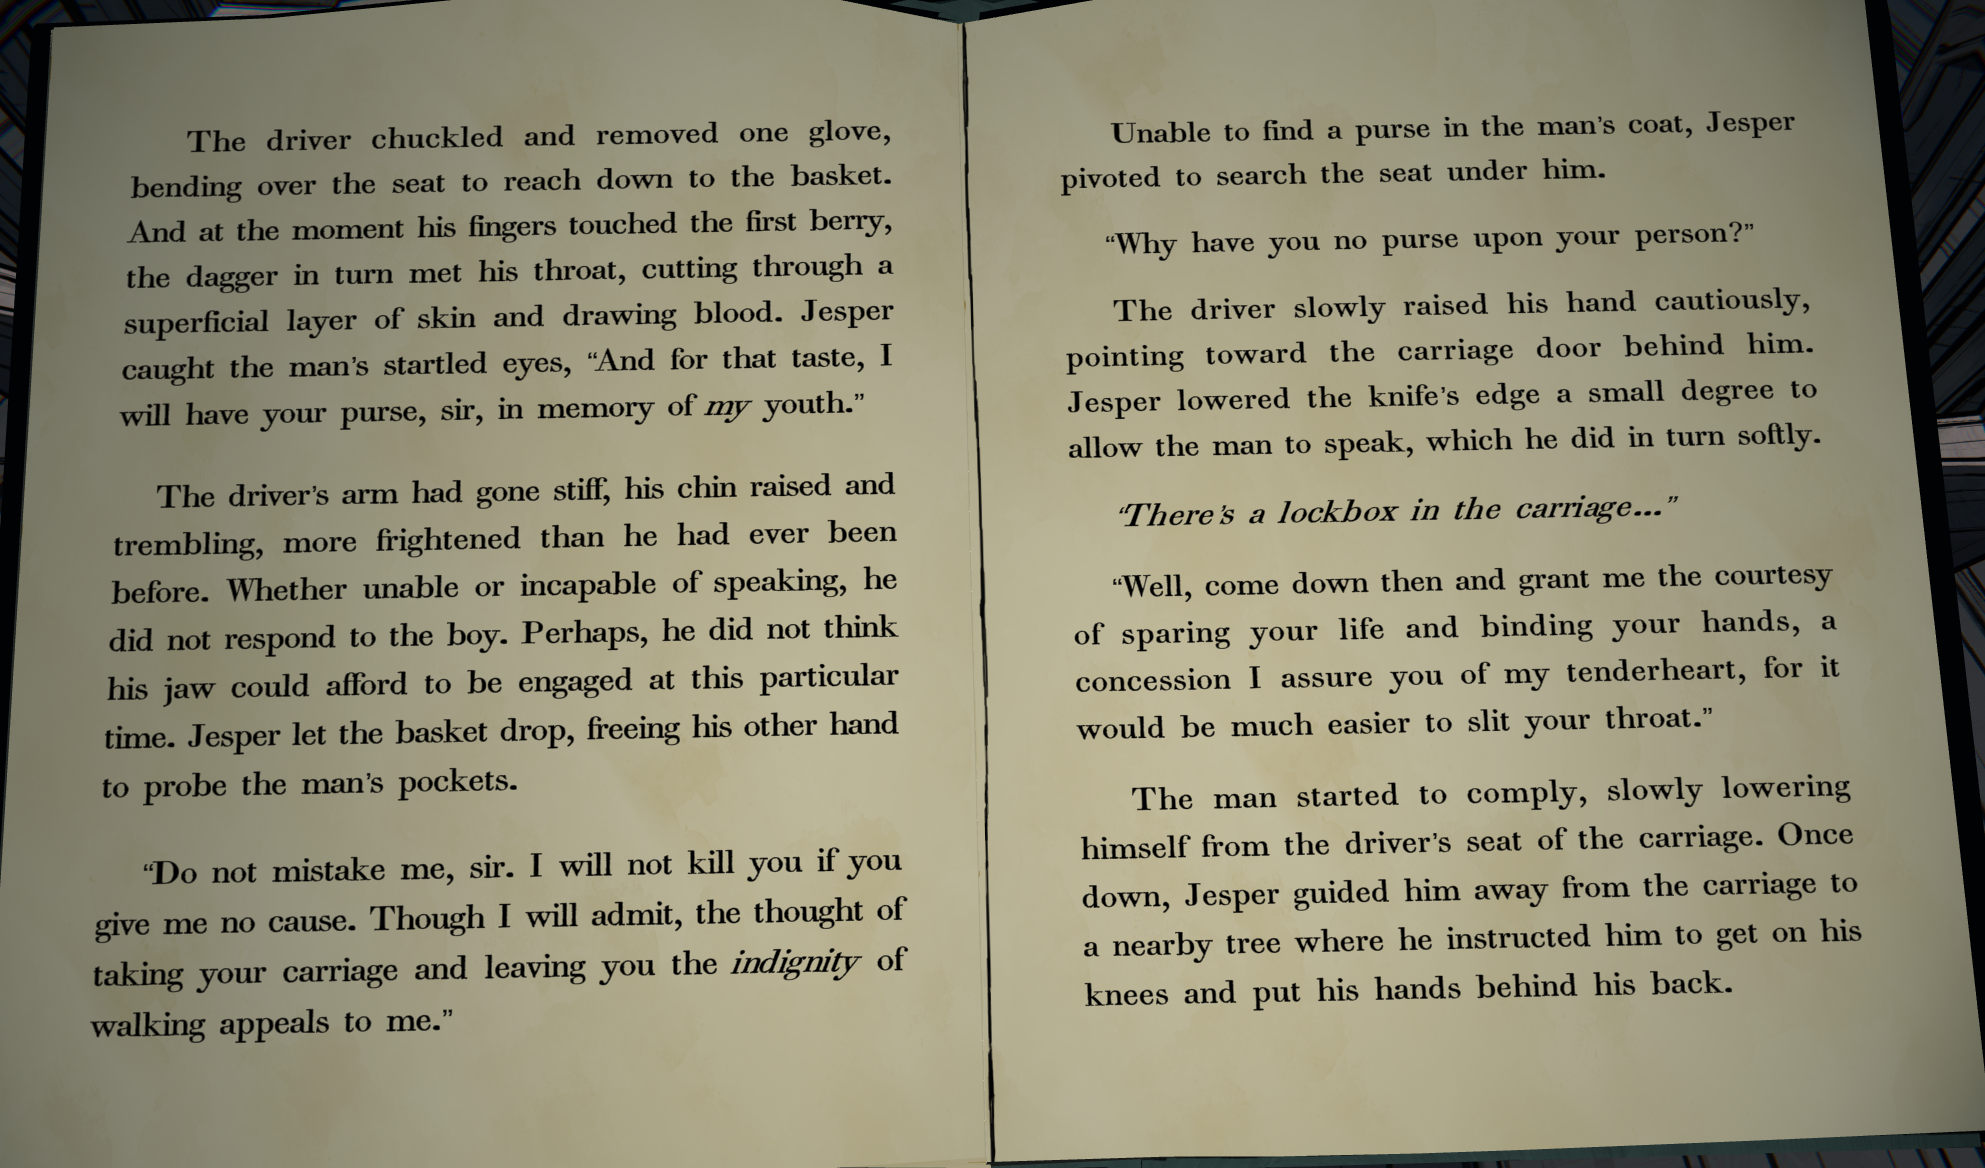 The driver chuckled and removed one glove,
bending over the seat to reach down to the basket.
And at the moment his fingers touched the first berry,
the dagger in turn met his throat, cutting through a
superficial layer of skin and drawing blood. Jesper
caught the man's startled eyes, “And for that taste, I
will have your purse, sir, in memory of my youth.”
The driver's arm had gone stiff, his chin raised and
trembling, more frightened than he had ever been
before. Whether unable or incapable of speaking, he
did not respond to the boy. Perhaps, he did not think
his jaw could afford to be engaged at this particular
time. Jesper let the basket drop, freeing his other hand
to probe the man's pockets.
“Do not mistake me, sir. I will not kill you if you
give me no cause. Though I will admit, the thought of
taking your carriage and leaving you the indignity of
walking appeals to me.”
Unable to find a purse in the man's coat, Jesper
pivoted to search the seat under him.
“Why have you no purse upon your person?”
The driver slowly raised his hand cautiously,
pointing toward the carriage door behind him.
Jesper lowered the knife's edge a small degree to
allow the man to speak, which he did in turn softly.
“There's a lockbox in the carriage...”
“Well, come down then and grant me the courtesy
of sparing your life and binding your hands, a
concession I assure you of my tenderheart, for it
would be much easier to slit your throat.”
The man started to comply, slowly lowering
himself from the driver's seat of the carriage. Once
down, Jesper guided him away from the carriage to
a nearby tree where he instructed him to get on his
knees and put his hands behind his back.